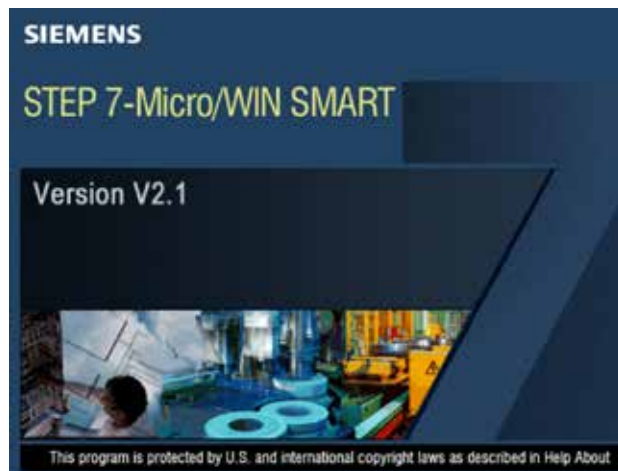 SIEMENS
STEP 7-Micro/WIN SMART
Version V2.1
This program is protected by U.S. and international copyright laws as described in Help About